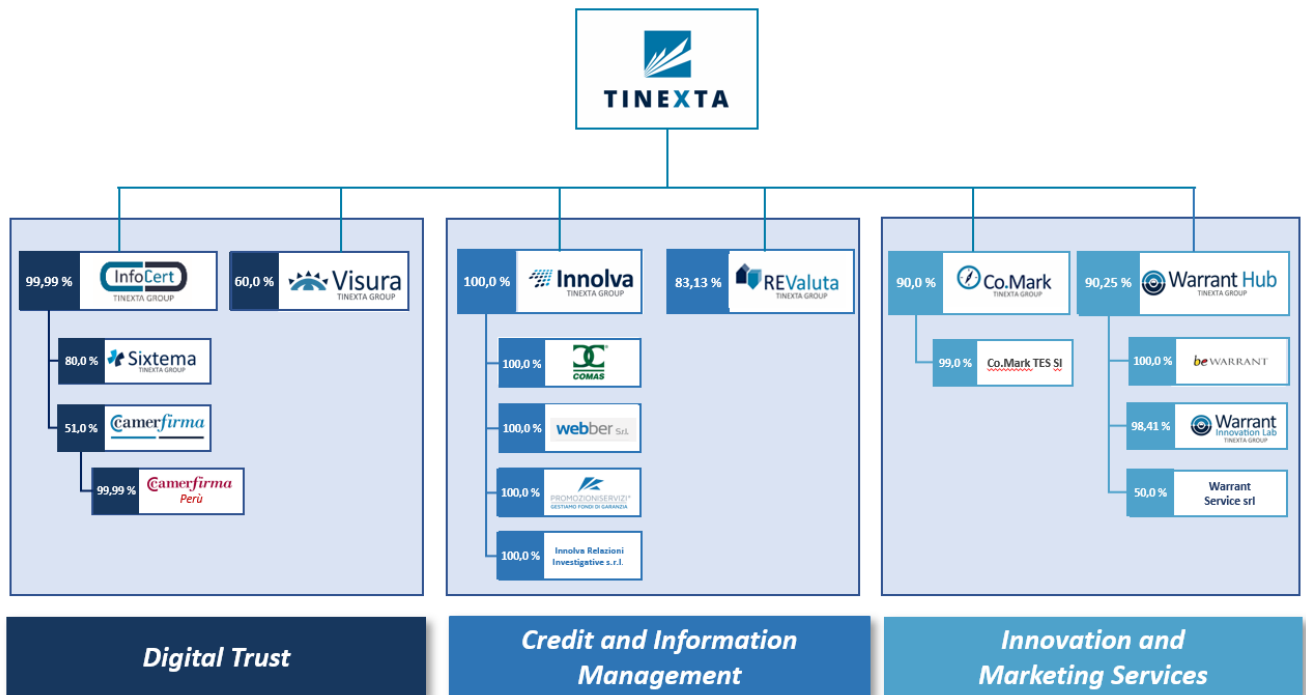 TINEXTA
99,99 %
InfoCert
TINEXTA GROUP
60,0 %
Visura
TINEXTA GROUP
80,0 %
Sixtema
TINEXTA GROUP
51,0 %
Camerfirma
99,99 %
Camerfirma
Perù
100,0 %
Innolva
TINEXTA GROUP
83,13 %
REValuta
TINEXTA GROUP
100,0 %
COMAS
100,0 %
webber S.r.l.
100,0 %
PROMOZIONISERVIZI®
GESTIAMO FONDI DI GARANZIA
100,0 %
Innolva Relazioni
Investigative s.r.l.
90,0 %
Co.Mark
TINEXTA GROUP
90,25 %
Warrant Hub
TINEXTA GROUP
99,0 %
Co.Mark TES Sl
100,0 %
beWARRANT
98,41 %
Warrant
Innovation Lab
TINEXTA GROUP
50,0 %
Warrant
Service srl
Digital Trust
Credit and Information
Management
Innovation and
Marketing Services